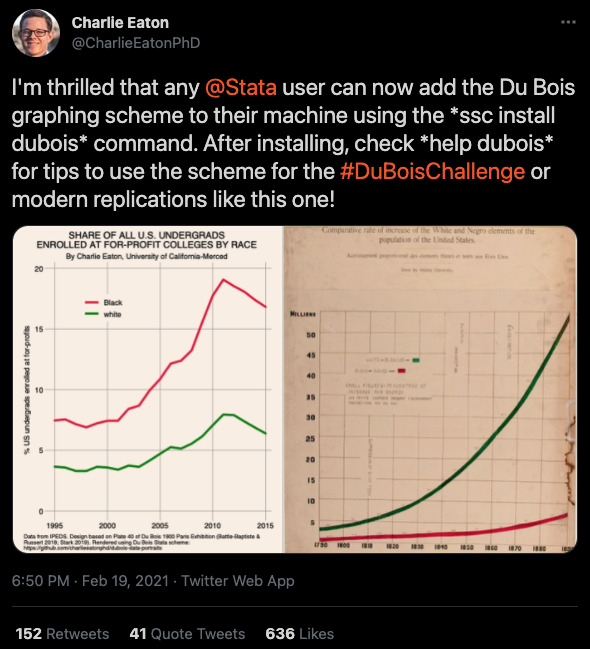 Charlie Eaton
@CharlieEatonPhD
I'm thrilled that any @Stata user can now add the Du Bois
graphing scheme to their machine using the *ssc install
dubois* command. After installing, check *help dubois*
for tips to use the scheme for the #DuBoisChallenge or
modern replications like this one!
SHARE OF ALL U.S. UNDERGRADS
ENROLLED AT FOR-PROFIT COLLEGES BY RACE
By Charlie Eaton, University of California-Merced
% US undergrads enrolled at for-profits
20
15
10
5
0
Black
white
1995 2000 2005 2010 2015
Data from IPEDS. Design based on Plate 40 of Du Bois 1900 Paris Exhibition (Battle-Baptiste &
Russert 2018; Stark 2019). Rendered using Du Bois Stata scheme:
https://github.com/charlieeatonphd/dubois-stata-portraits
Comparative rate of increase of the White and Negro elements of the
population of the United States.
MILLIONS
50
45
40
35
30
25
20
15
10
5
1790 1800 1810 1820 1830 1840 1850 1860 1870 1880
6:50 PM · Feb 19, 2021 · Twitter Web App
152 Retweets 41 Quote Tweets 636 Likes